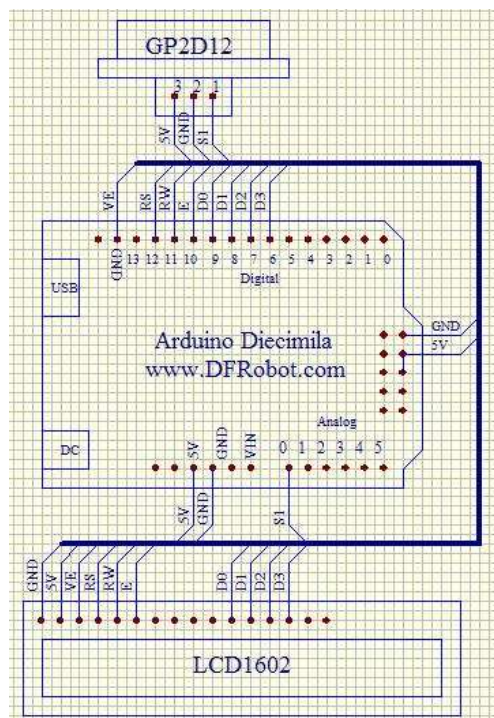 GP2D12
3 2 1
5V GND S1
VE RS RW E D0 D1 D2 D3
GND 13 12 11 10 9 8 7 6 5 4 3 2 1 0
Digital
USB
GND
5V
Arduino Diecimila
www.DFRobot.com
Analog
DC
5V GND VIN 0 1 2 3 4 5
5V GND S1
GND 5V VE RS RW E D0 D1 D2 D3
LCD1602